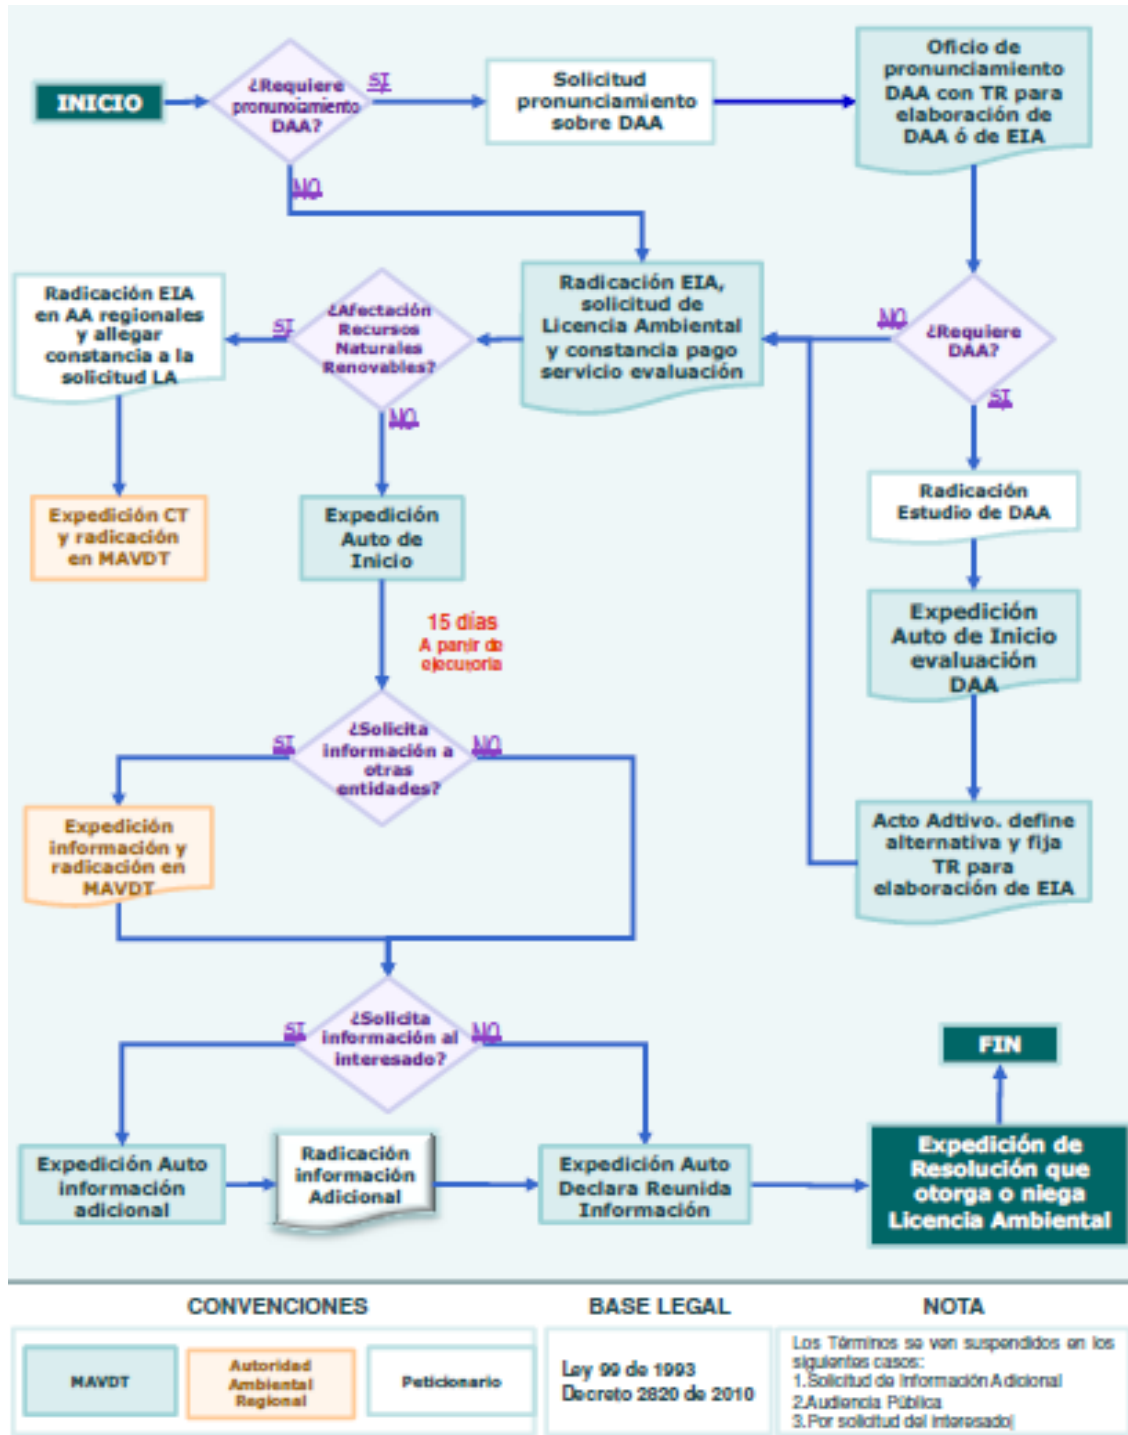 INICIO
¿Requiere
pronunciamiento
DAA?
SI
Solicitud
pronunciamiento
sobre DAA
Oficio de
pronunciamiento
DAA con TR para
elaboración de
DAA ó de EIA
NO
Radicación EIA
en AA regionales
y allegar
constancia a la
solicitud LA
SI
¿Afectación
Recursos
Naturales
Renovables?
Radicación EIA,
solicitud de
Licencia Ambiental
y constancia pago
servicio evaluación
NO
¿Requiere
DAA?
SI
NO
Expedición CT
y radicación
en MAVDT
Expedición
Auto de
Inicio
Radicación
Estudio de DAA
15 días
A partir de
ejecutoria
Expedición
Auto de Inicio
evaluación
DAA
SI
¿Solicita
información a
otras
entidades?
NO
Expedición
información y
radicación en
MAVDT
Acto Adtivo. define
alternativa y fija
TR para
elaboración de EIA
SI
¿Solicita
información al
interesado?
NO
FIN
Expedición Auto
información
adicional
Radicación
información
Adicional
Expedición Auto
Declara Reunida
Información
Expedición de
Resolución que
otorga o niega
Licencia Ambiental
CONVENCIONES
BASE LEGAL
NOTA
MAVDT
Autoridad
Ambiental
Regional
Peticionario
Ley 99 de 1993
Decreto 2820 de 2010
Los Términos se ven suspendidos en los
siguientes casos:
1.Solicitud de Información Adicional
2.Audiencia Pública
3.Por solicitud del interesado